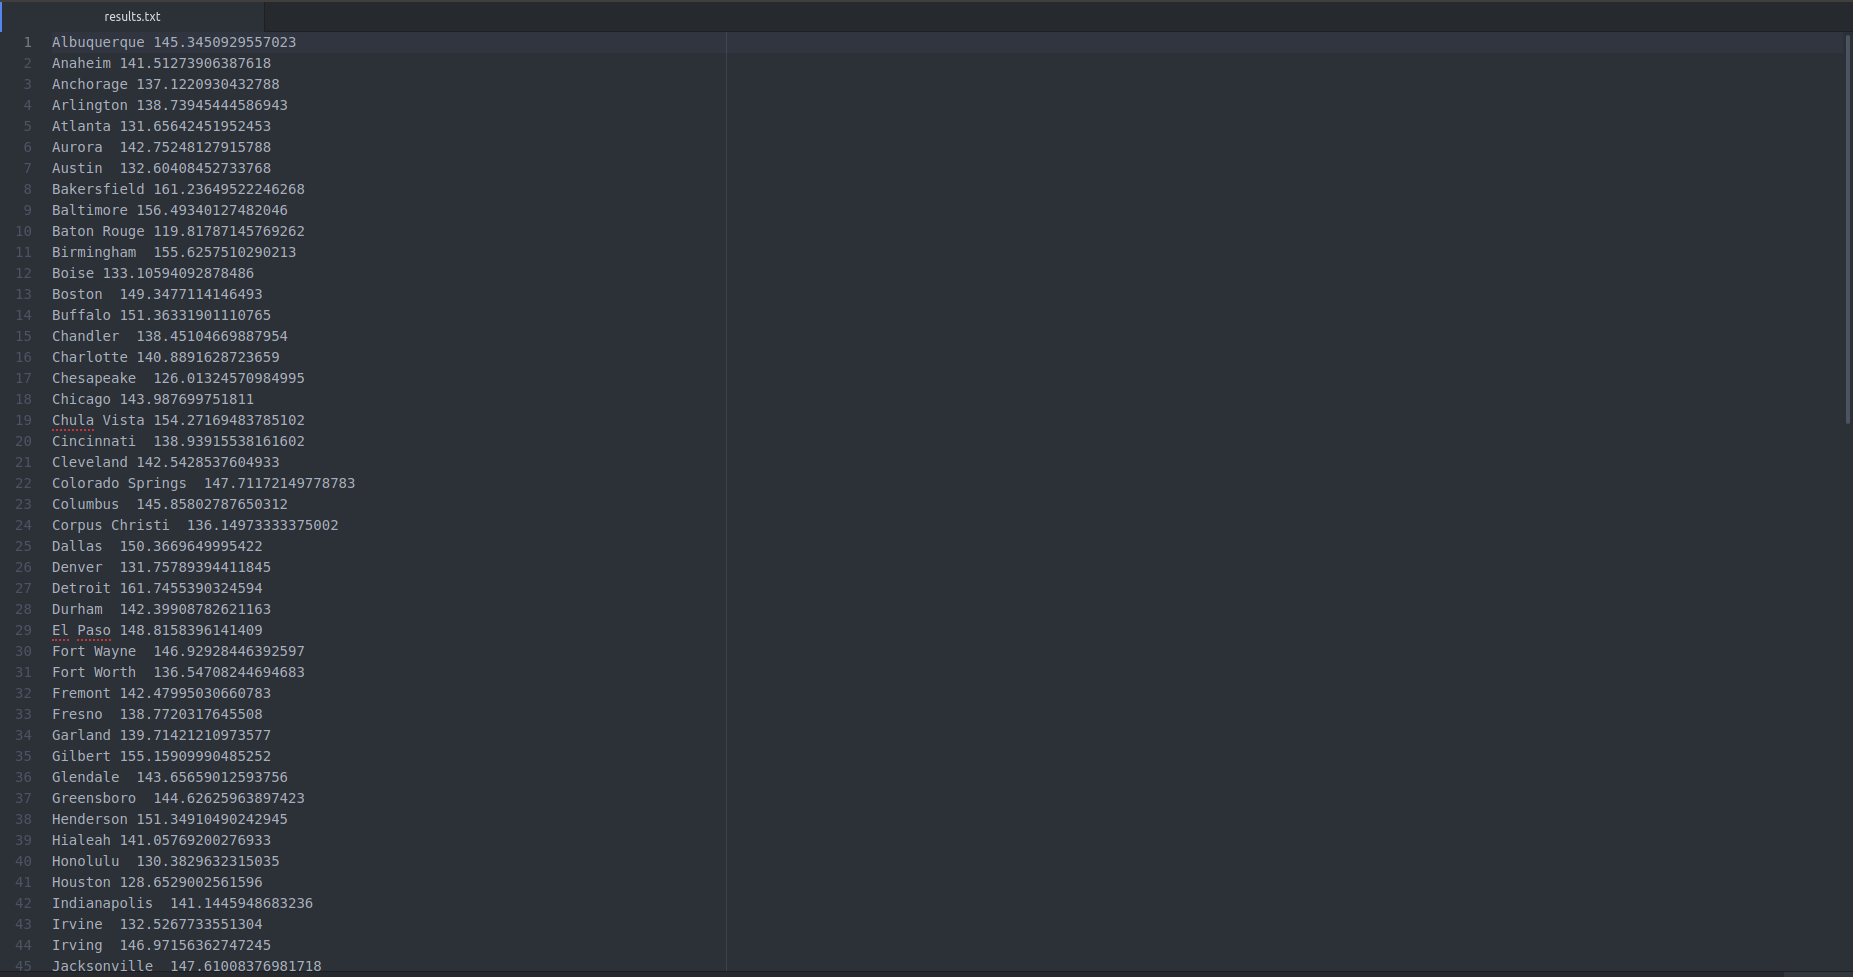 results.txt
1 Albuquerque 145.3450929557023
2 Anaheim 141.51273906387618
3 Anchorage 137.1220930432788
4 Arlington 138.73945444586943
5 Atlanta 131.65642451952453
6 Aurora  142.75248127915788
7 Austin  132.60408452733768
8 Bakersfield 161.23649522246268
9 Baltimore 156.49340127482046
10 Baton Rouge 119.81787145769262
11 Birmingham  155.6257510290213
12 Boise 133.10594092878486
13 Boston  149.3477114146493
14 Buffalo 151.36331901110765
15 Chandler  138.45104669887954
16 Charlotte 140.8891628723659
17 Chesapeake  126.01324570984995
18 Chicago 143.987699751811
19 Chula Vista 154.27169483785102
20 Cincinnati  138.93915538161602
21 Cleveland 142.5428537604933
22 Colorado Springs  147.71172149778783
23 Columbus  145.85802787650312
24 Corpus Christi  136.14973333375002
25 Dallas  150.3669649995422
26 Denver  131.75789394411845
27 Detroit 161.7455390324594
28 Durham  142.39908782621163
29 El Paso 148.8158396141409
30 Fort Wayne  146.92928446392597
31 Fort Worth  136.54708244694683
32 Fremont 142.47995030660783
33 Fresno  138.7720317645508
34 Garland 139.71421210973577
35 Gilbert 155.15909990485252
36 Glendale  143.65659012593756
37 Greensboro  144.62625963897423
38 Henderson 151.34910490242945
39 Hialeah 141.05769200276933
40 Honolulu  130.3829632315035
41 Houston 128.6529002561596
42 Indianapolis  141.1445948683236
43 Irvine  132.5267733551304
44 Irving  146.97156362747245
45 Jacksonville  147.61008376981718